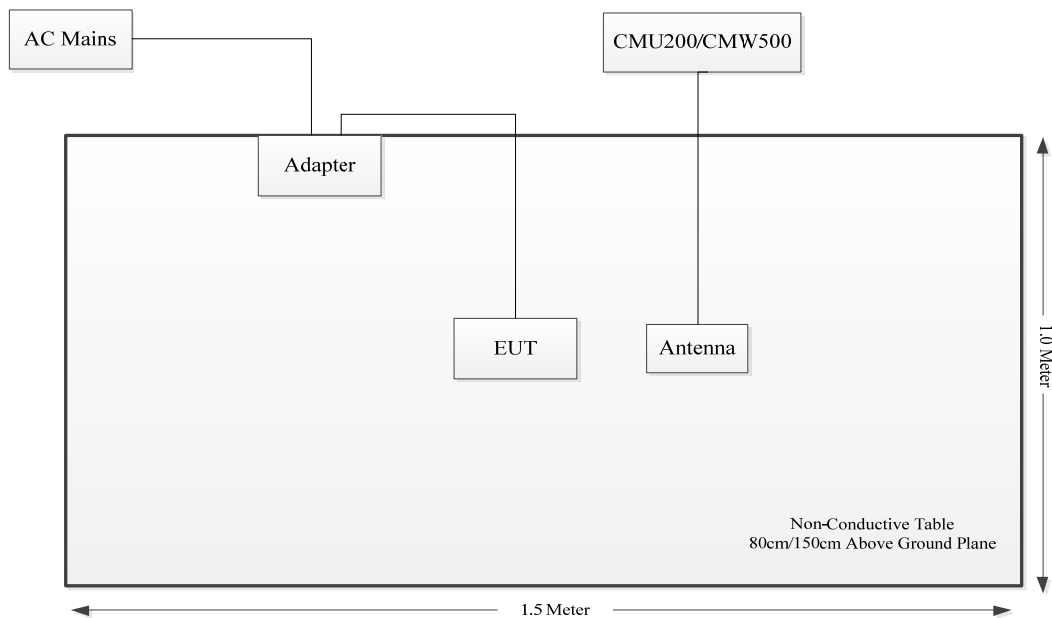 AC Mains
CMU200/CMW500
Adapter
EUT
Antenna
1.0 Meter
Non-Conductive Table
80cm/150cm Above Ground Plane
1.5 Meter